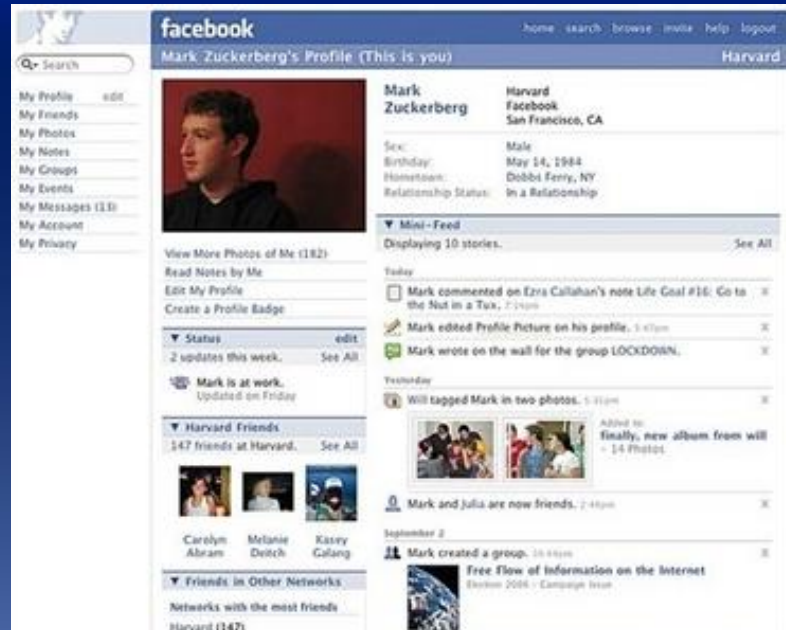 facebook
home search browse invite help logout
Mark Zuckerberg's Profile (This is you)
Harvard
Search
My Profile edit
My Friends
My Photos
My Notes
My Groups
My Events
My Messages (13)
My Account
My Privacy
View More Photos of Me (182)
Read Notes by Me
Edit My Profile
Create a Profile Badge
Status edit
2 updates this week. See All
Mark is at work.
Updated on Friday
Harvard Friends
147 friends at Harvard. See All
Carolyn Abram
Melanie Deitch
Kasey Galang
Friends in Other Networks
Networks with the most friends
Harvard (147)
Mark Zuckerberg
Harvard
Facebook
San Francisco, CA
Sex: Male
Birthday: May 14, 1984
Hometown: Dobbs Ferry, NY
Relationship Status: In a Relationship
Mini-Feed
Displaying 10 stories. See All
Today
Mark commented on Ezra Callahan's note Life Goal #16: Go to
the Nut in a Tux.
Mark edited Profile Picture on his profile.
Mark wrote on the wall for the group LOCKDOWN.
Yesterday
Will tagged Mark in two photos.
Added to:
finally, new album from will
- 14 Photos
Mark and Julia are now friends.
September 2
Mark created a group.
Free Flow of Information on the Internet
Election 2006 - Campaign Issue